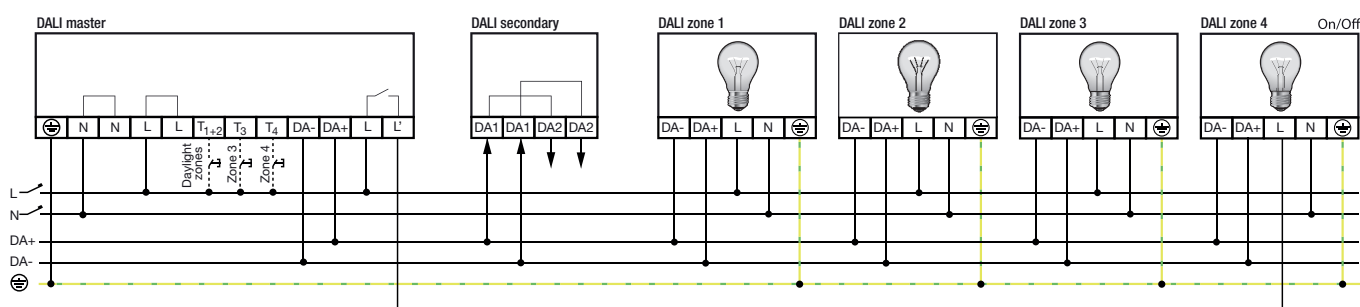 DALI master
DALI secondary
DALI zone 1
DALI zone 2
DALI zone 3
DALI zone 4
On/Off
N N L L T1+2 T3 T4 DA- DA+ L L'
DA1 DA1 DA2 DA2
DA- DA+ L N
DA- DA+ L N
DA- DA+ L N
DA- DA+ L N
Daylight
zones
Zone 3
Zone 4
L
N
DA+
DA-